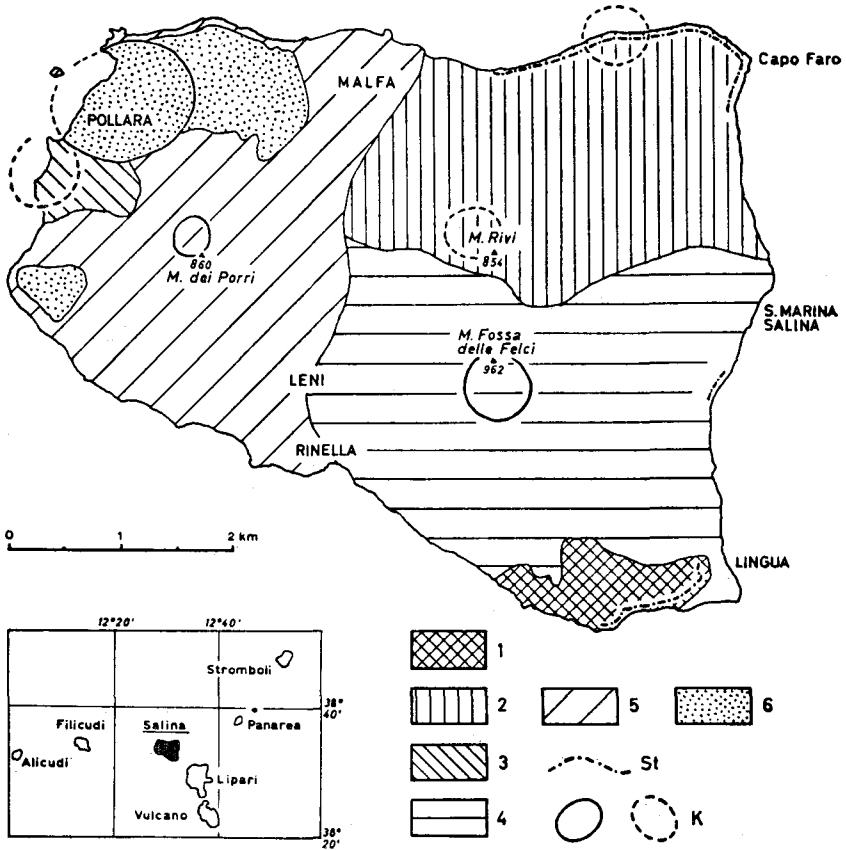 Capo Faro
MALFA
POLLARA
M. Rivi
854
860
M. dei Porri
S. MARINA
SALINA
M. Fossa
delle Felci
962
LENI
RINELLA
0 1 2 km
LINGUA
12°20' 12°40'
Stromboli
38°
40'
Filicudi Salina Panarea
Alicudi
Lipari
Vulcano
38°
20'
1
2 5 6
3 St
4 K